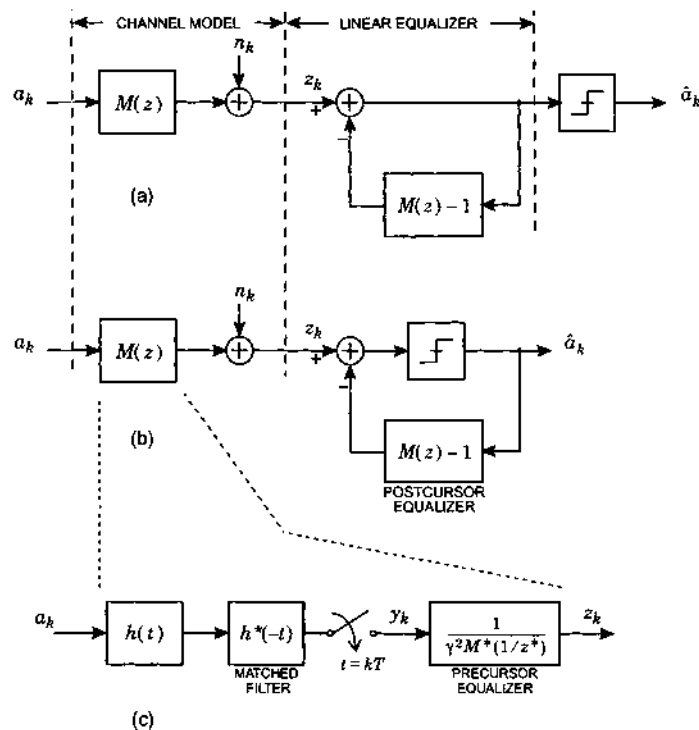 CHANNEL MODEL
LINEAR EQUALIZER
n_k
a_k
M(z)
z_k
+
−
M(z) − 1
â_k
(a)
n_k
a_k
M(z)
z_k
+
−
â_k
M(z) − 1
POSTCURSOR
EQUALIZER
(b)
a_k
h(t)
h*(-t)
MATCHED
FILTER
t = kT
y_k
1
γ²M*(1/z*)
PRECURSOR
EQUALIZER
z_k
(c)